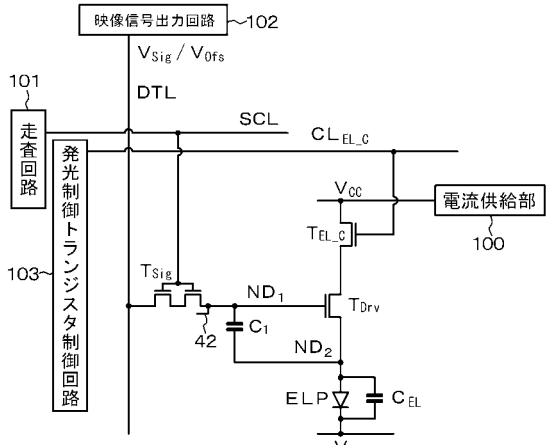 映像信号出力回路
102
VSig / VOfs
DTL
101
走査回路
SCL
CLEL_C
発光制御トランジスタ制御回路
103
VCC
電流供給部
100
TEL_C
TSig
ND1
TDrv
42
C1
ND2
ELP
CEL